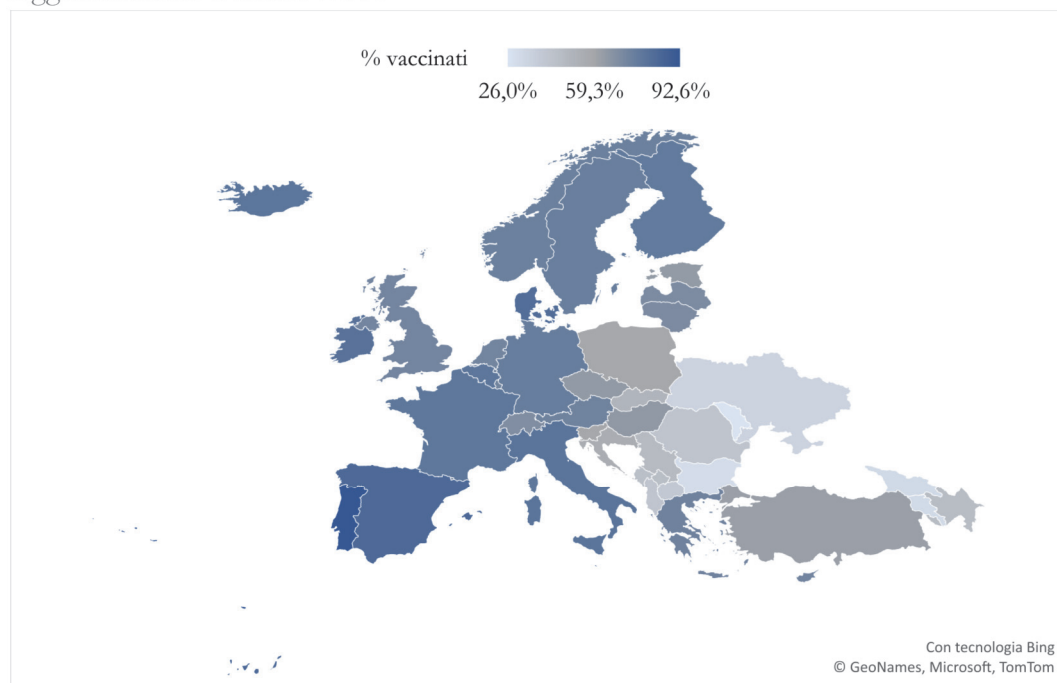 % vaccinati
26,0% 59,3% 92,6%
Con tecnologia Bing
© GeoNames, Microsoft, TomTom